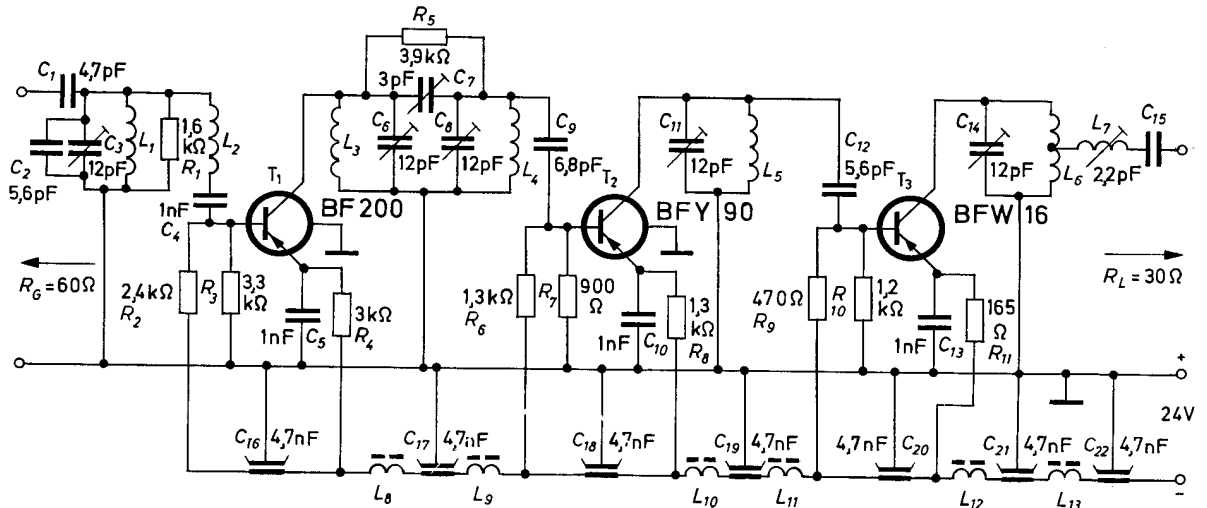 R5
3,9kΩ
C1 4,7pF
3pF C7
L1
1,6 kΩ R1
L2
C3
12pF
C2
5,6pF
1nF
C4
T1
BF 200
L3
C6
12pF
C8
12pF
L4
C9
6,8pF
T2
BFY 90
C11
12pF
L5
C12
5,6pF
T3
BFW 16
C14
12pF
L6
L7
2,2pF
C15
RG = 60Ω
2,4kΩ
R2
R3
3,3 kΩ
1nF C5
3kΩ
R4
1,3kΩ
R6
R7
900 Ω
1nF C10
1,3 kΩ
R8
470Ω
R9
R10
1,2 kΩ
1nF C13
165 Ω
R11
RL = 30Ω
+
24V
−
C16 4,7nF
C17 4,7nF
C18 4,7nF
C19 4,7nF
4,7nF C20
C21 4,7nF
C22 4,7nF
L8
L9
L10
L11
L12
L13